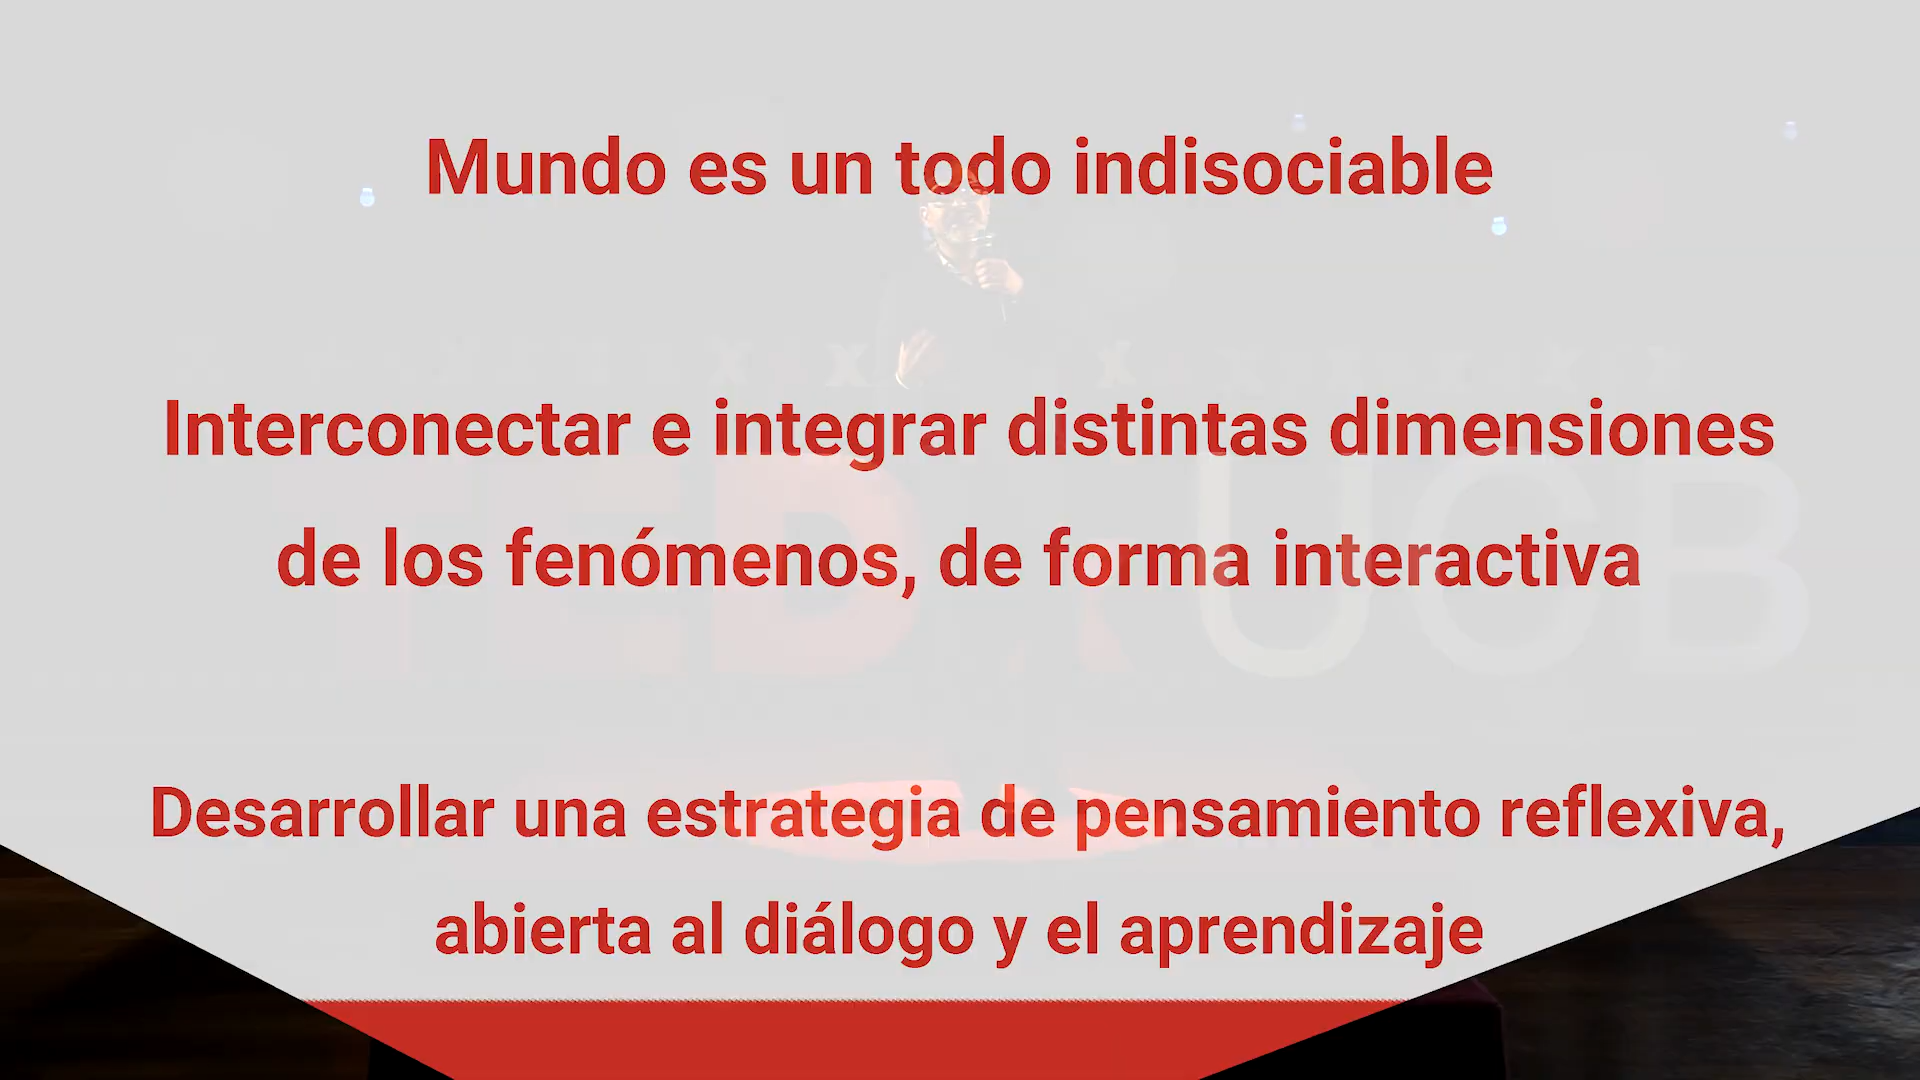 Mundo es un todo indisociable
Interconectar e integrar distintas dimensiones
de los fenómenos, de forma interactiva
TEDxUCB
Desarrollar una estrategia de pensamiento reflexiva,
abierta al diálogo y el aprendizaje